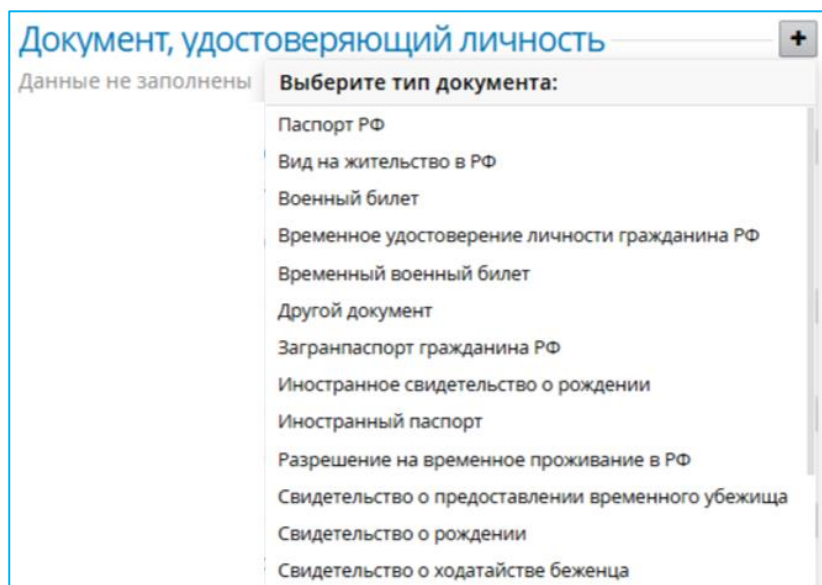 Документ, удостоверяющий личность
+
Данные не заполнены
Выберите тип документа:
Паспорт РФ
Вид на жительство в РФ
Военный билет
Временное удостоверение личности гражданина РФ
Временный военный билет
Другой документ
Загранпаспорт гражданина РФ
Иностранное свидетельство о рождении
Иностранный паспорт
Разрешение на временное проживание в РФ
Свидетельство о предоставлении временного убежища
Свидетельство о рождении
Свидетельство о ходатайстве беженца